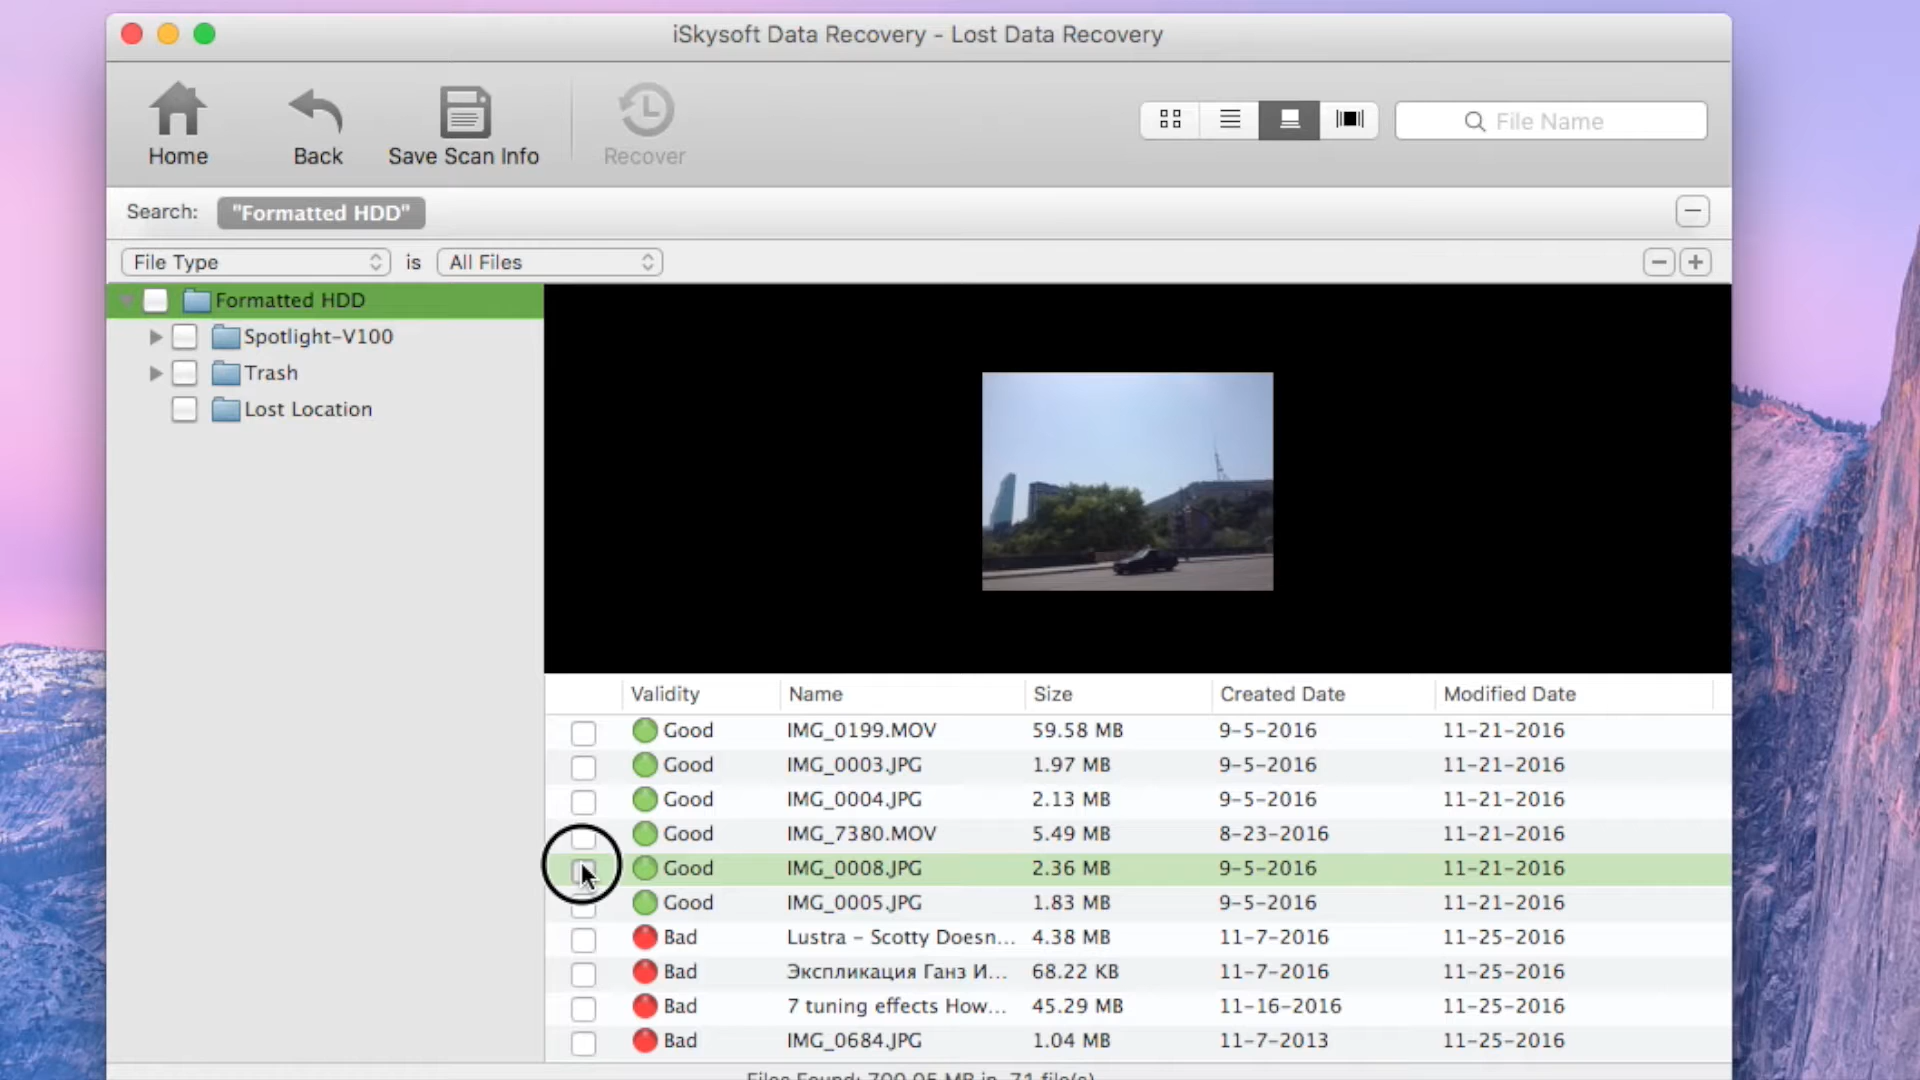 iSkysoft Data Recovery - Lost Data Recovery
Home
Back
Save Scan Info
Recover
File Name
Search:
"Formatted HDD"
File Type
is
All Files
Formatted HDD
Spotlight-V100
Trash
Lost Location
Validity Name Size Created Date Modified Date
Good IMG_0199.MOV 59.58 MB 9-5-2016 11-21-2016
Good IMG_0003.JPG 1.97 MB 9-5-2016 11-21-2016
Good IMG_0004.JPG 2.13 MB 9-5-2016 11-21-2016
Good IMG_7380.MOV 5.49 MB 8-23-2016 11-21-2016
Good IMG_0008.JPG 2.36 MB 9-5-2016 11-21-2016
Good IMG_0005.JPG 1.83 MB 9-5-2016 11-21-2016
Bad Lustra - Scotty Doesn... 4.38 MB 11-7-2016 11-25-2016
Bad Экспликация Ганз И... 68.22 KB 11-7-2016 11-25-2016
Bad 7 tuning effects How... 45.29 MB 11-16-2016 11-25-2016
Bad IMG_0684.JPG 1.04 MB 11-7-2013 11-25-2016
Files Found: 700.05 MB in 71 file(s)